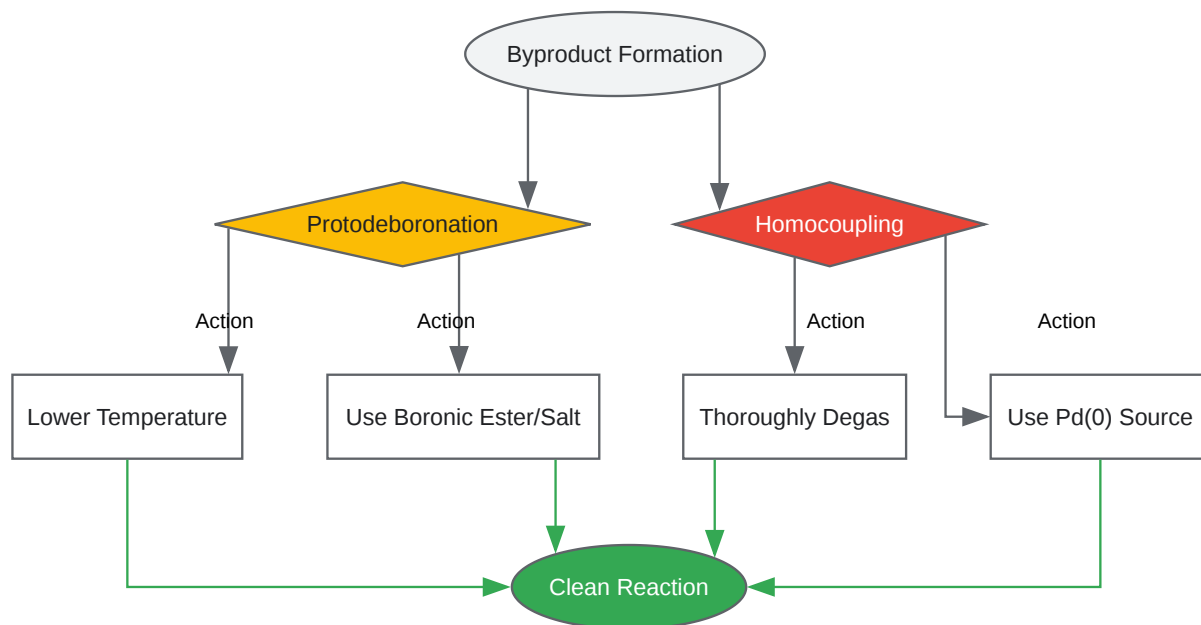 Byproduct Formation
Protodeboronation
Homocoupling
Action
Action
Action
Action
Lower Temperature
Use Boronic Ester/Salt
Thoroughly Degas
Use Pd(0) Source
Clean Reaction